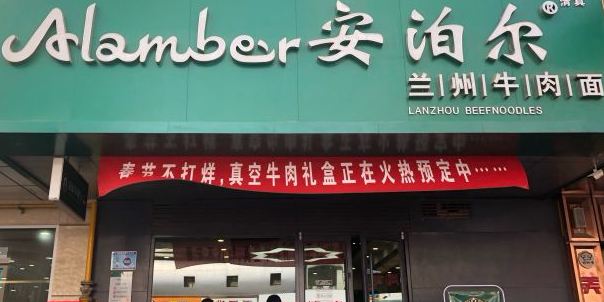 Alamber安泊尔®
清真
兰|州|牛|肉|面
LANZHOU BEEFNOODLES
春节不打烊,真空牛肉礼盒正在火热预定中……